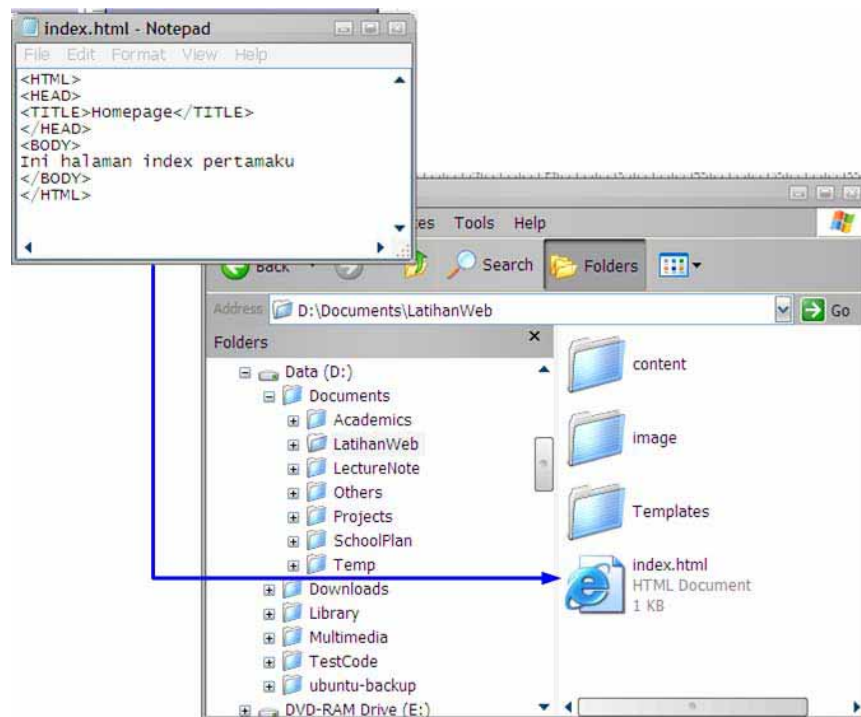 index.html - Notepad
File Edit Format View Help
<HTML>
<HEAD>
<TITLE>Homepage</TITLE>
</HEAD>
<BODY>
Ini halaman index pertamaku
</BODY>
</HTML>
Tools Help
Back
Search
Folders
Address
D:\Documents\LatihanWeb
Go
Folders
Data (D:)
Documents
Academics
LatihanWeb
LectureNote
Others
Projects
SchoolPlan
Temp
Downloads
Library
Multimedia
TestCode
ubuntu-backup
DVD-RAM Drive (E:)
content
image
Templates
index.html
HTML Document
1 KB